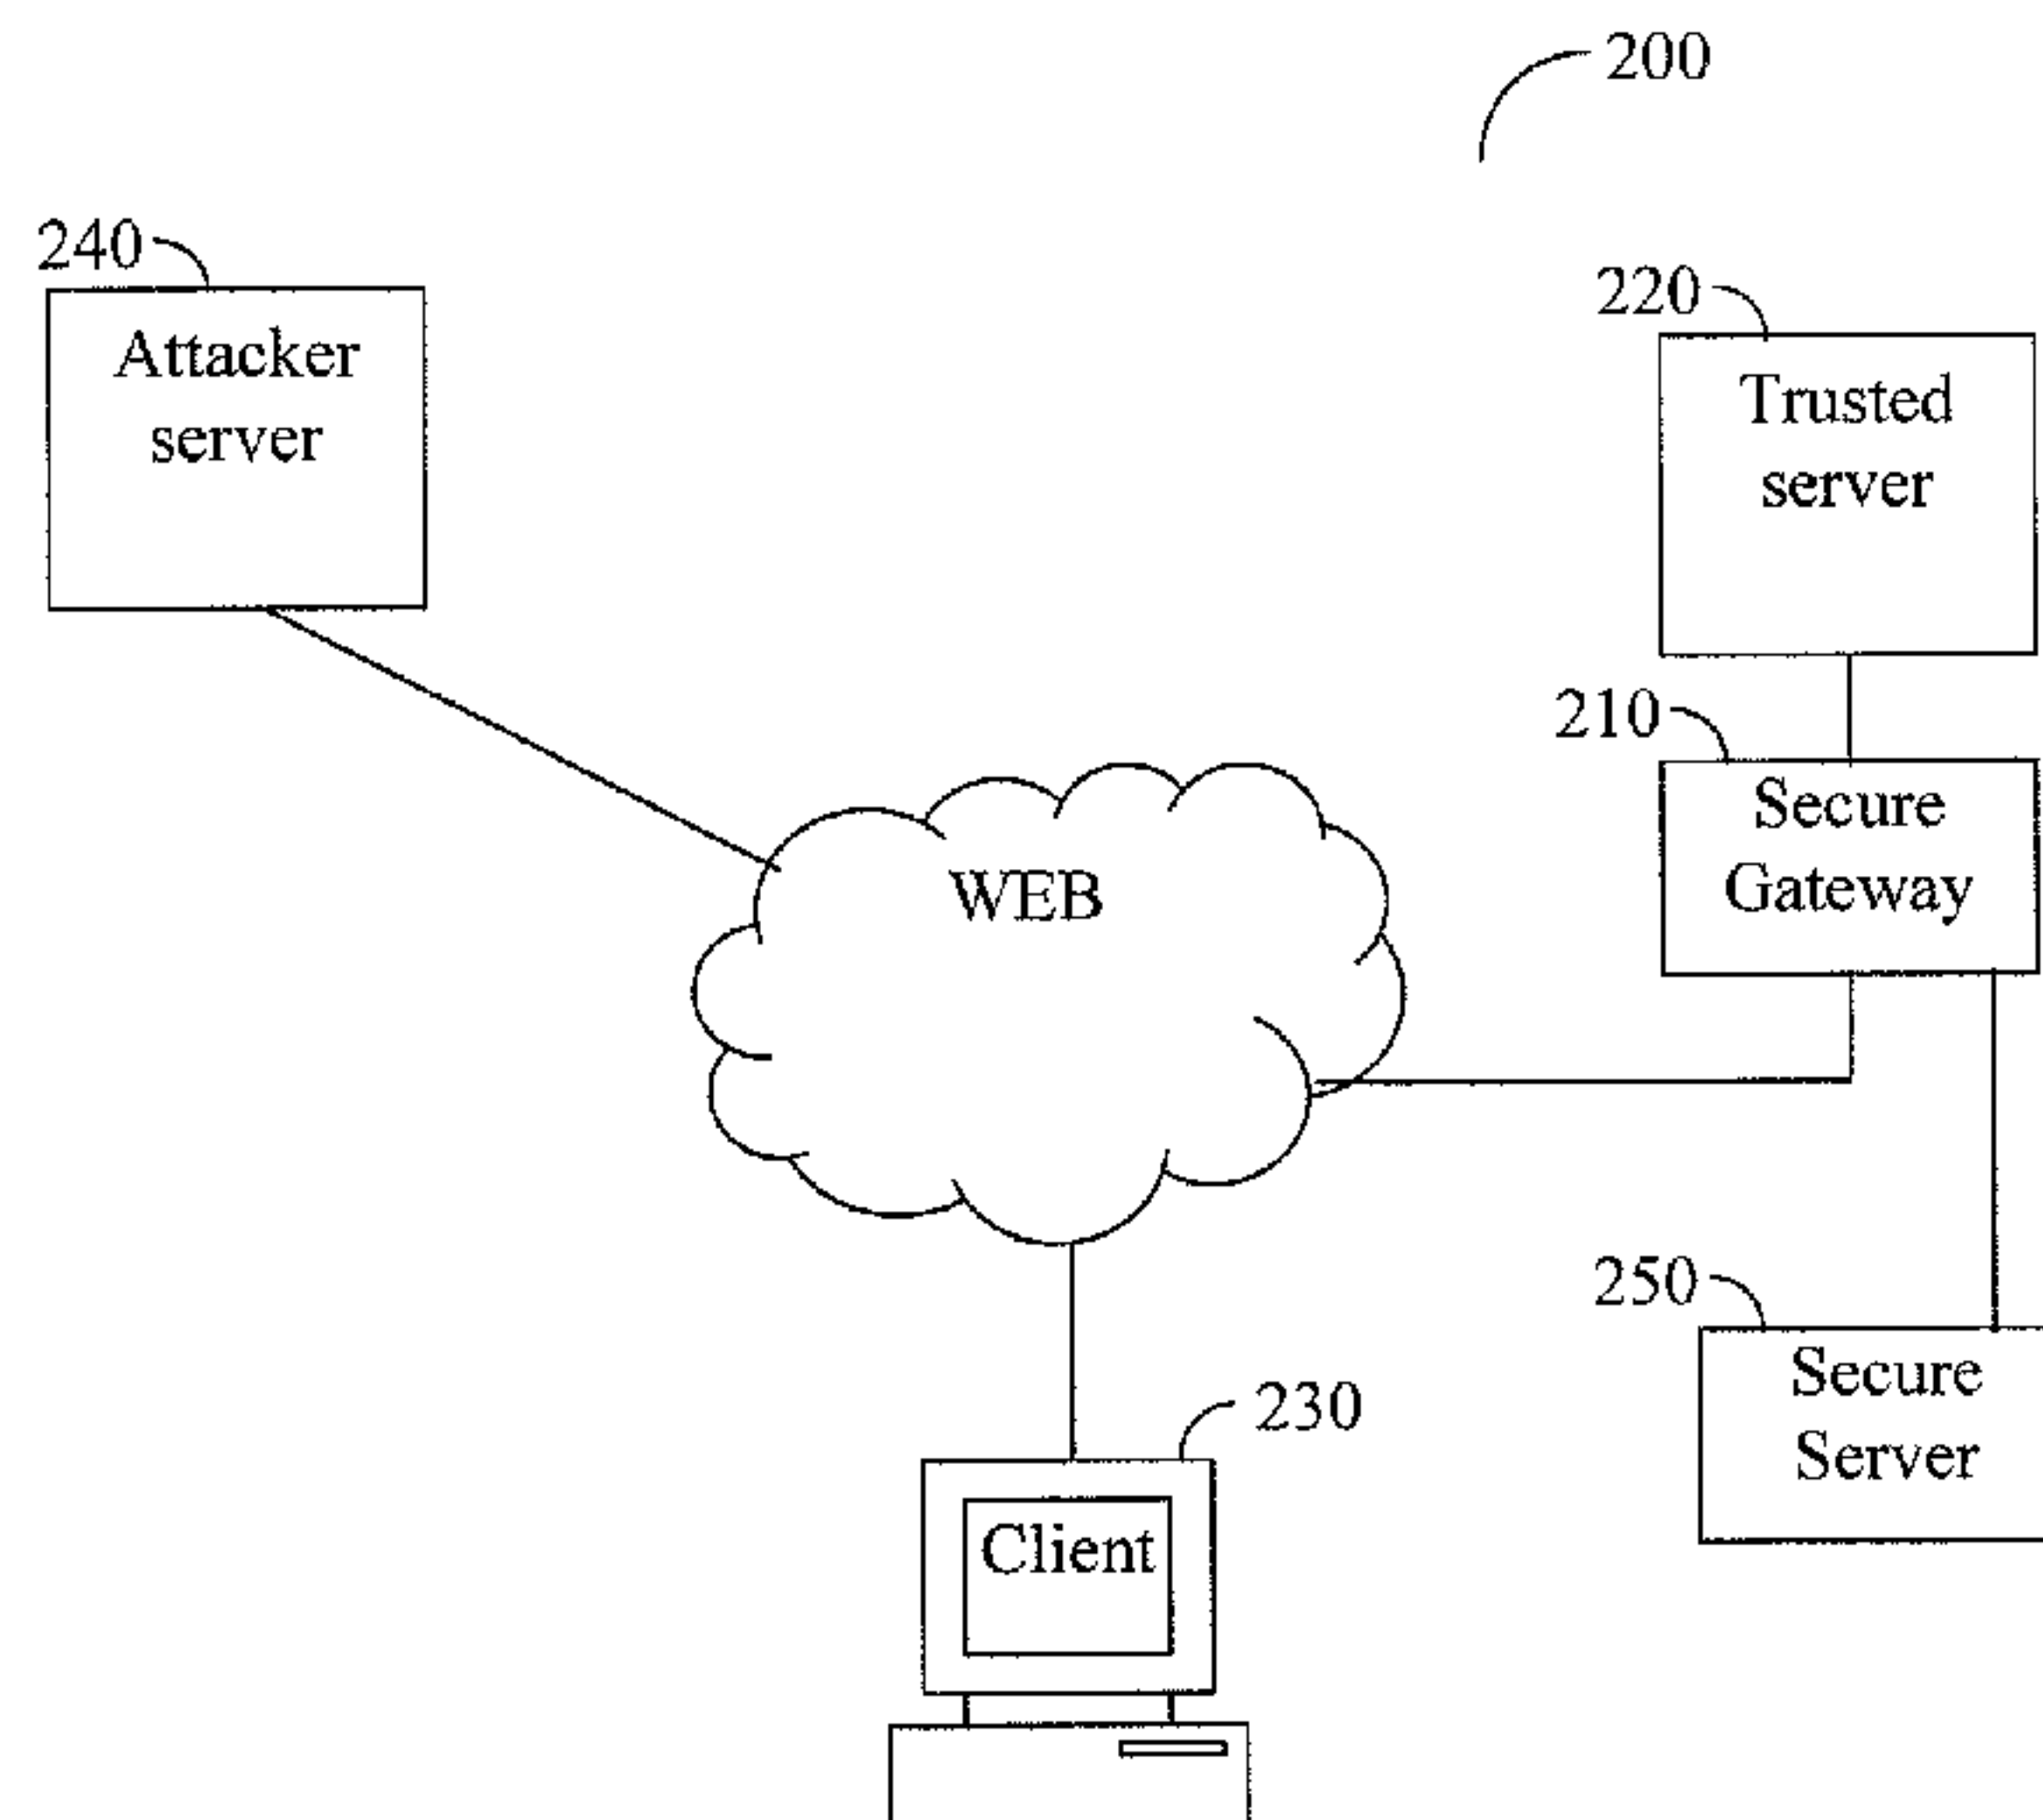 200
240
Attacker
server
220
Trusted
server
210
Secure
Gateway
WEB
250
Secure
Server
230
Client